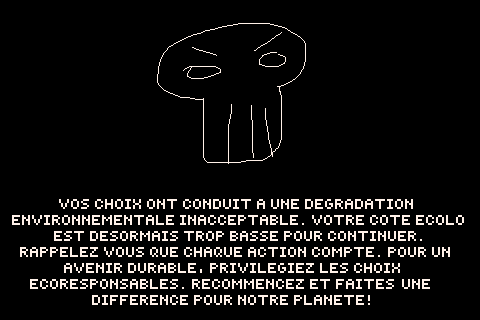 VOS CHOIX ONT CONDUIT A UNE DEGRADATION
ENVIRONNEMENTALE INACCEPTABLE. VOTRE COTE ECOLO
EST DESORMAIS TROP BASSE POUR CONTINUER.
RAPPELEZ VOUS QUE CHAQUE ACTION COMPTE. POUR UN
AVENIR DURABLE, PRIVILEGIEZ LES CHOIX
ECORESPONSABLES. RECOMMENCEZ ET FAITES UNE
DIFFERENCE POUR NOTRE PLANETE!